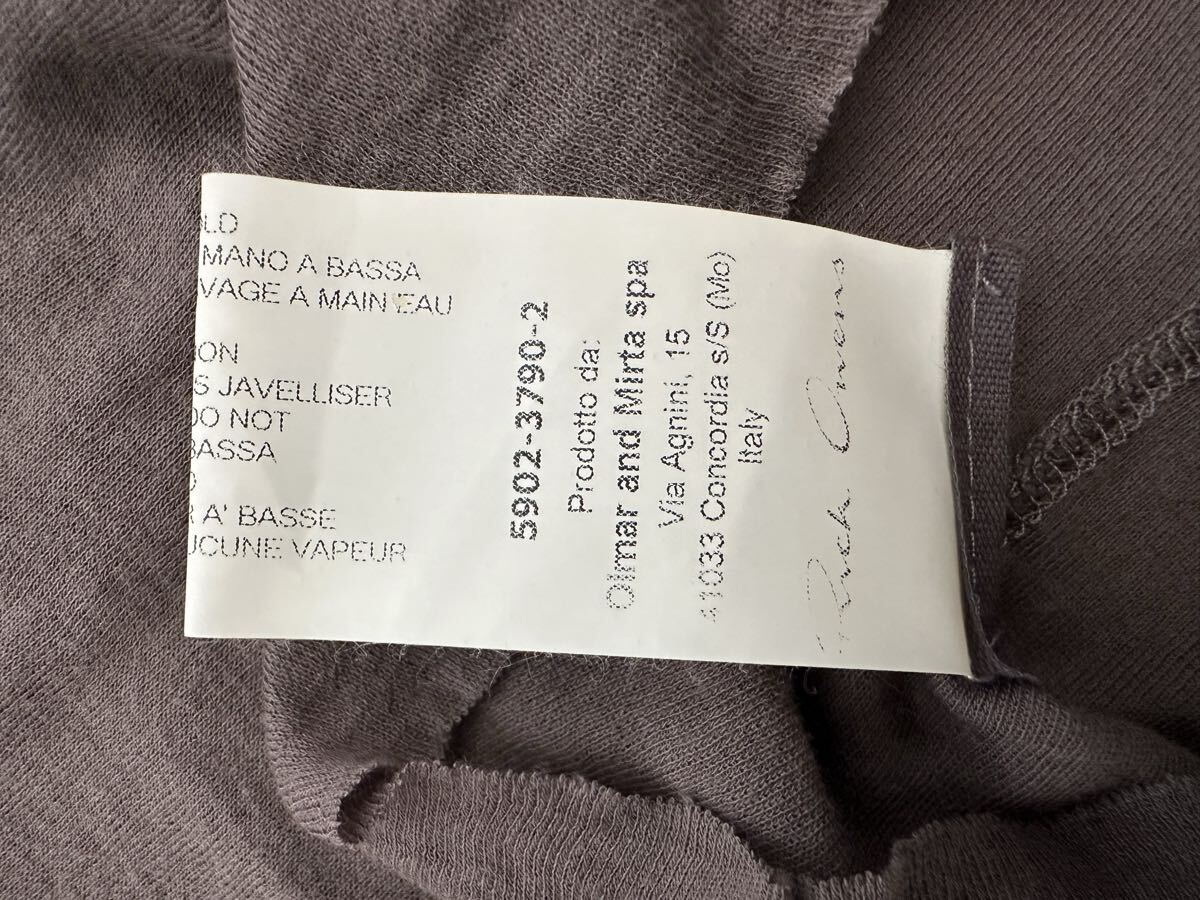 LD
MANO A BASSA
VAGE A MAIN EAU
ON
S JAVELLISER
DO NOT
BASSA
A' BASSE
UCUNE VAPEUR
5902-3790-2
Prodotto da:
Olmar and Mirta spa
Via Agnini, 15
41033 Concordia s/S (Mo)
Italy
Owens